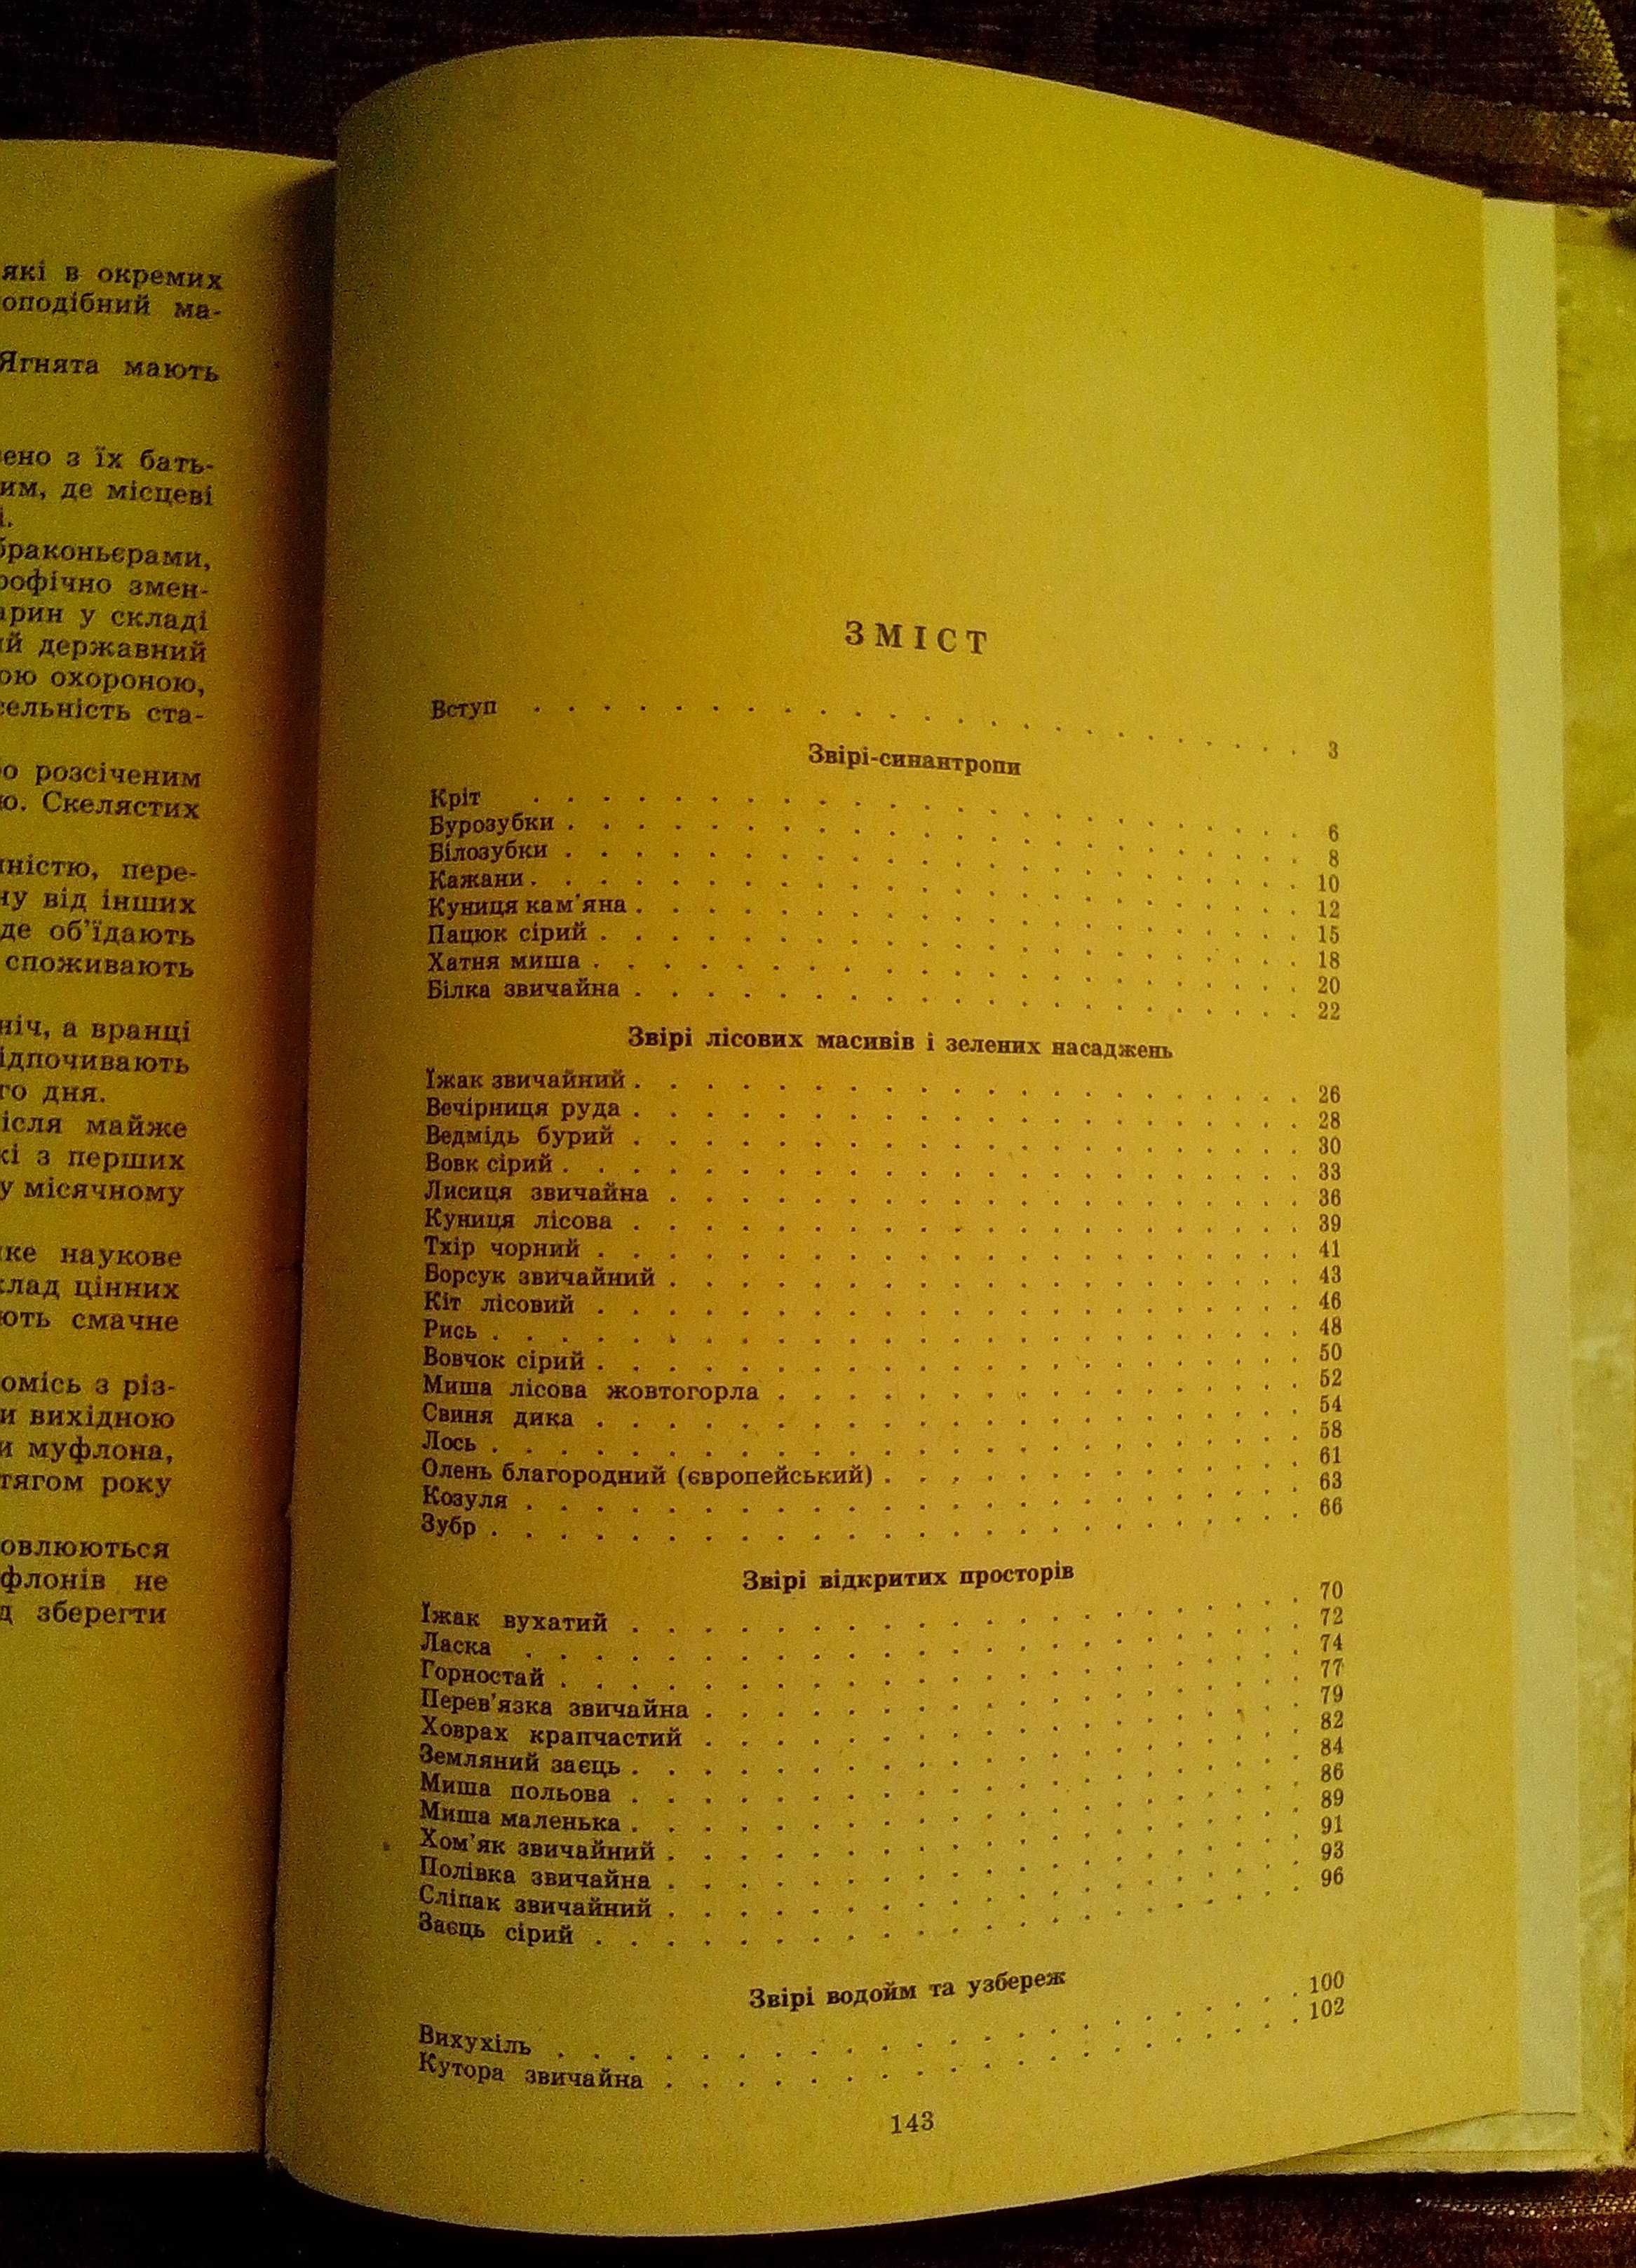 які в окремих
оподібний ма-
Ягнята мають
ено з їх бать-
им, де місцеві
і.
браконьєрами,
рофічно змен-
арин у складі
ий державний
ою охороною,
сельність ста-
о розсіченим
ю. Скелястих
ністю, пере-
ну від інших
де об'їдають
споживають
ніч, а вранці
ідпочивають
го дня.
ісля майже
кі з перших
у місячному
ке наукове
клад цінних
ють смачне
омісь з різ-
и вихідною
и муфлона,
тягом року
овлюються
флонів не
д зберегти
ЗМІСТ
Вступ . . . . . . . . . . . . . . . . . . . . . . 3
Звірі-синантропи
Кріт . . . . . . . . . . . . . . . . . . . . . . 6
Бурозубки . . . . . . . . . . . . . . . . . . . . . 8
Білозубки . . . . . . . . . . . . . . . . . . . . . 10
Кажани . . . . . . . . . . . . . . . . . . . . . . 12
Куниця кам'яна . . . . . . . . . . . . . . . . . . . 15
Пацюк сірий . . . . . . . . . . . . . . . . . . . . 18
Хатня миша . . . . . . . . . . . . . . . . . . . . 20
Білка звичайна . . . . . . . . . . . . . . . . . . . 22
Звірі лісових масивів і зелених насаджень
Їжак звичайний . . . . . . . . . . . . . . . . . . . 26
Вечірниця руда . . . . . . . . . . . . . . . . . . . 28
Ведмідь бурий . . . . . . . . . . . . . . . . . . . 30
Вовк сірий . . . . . . . . . . . . . . . . . . . . . 33
Лисиця звичайна . . . . . . . . . . . . . . . . . . 36
Куниця лісова . . . . . . . . . . . . . . . . . . . 39
Тхір чорний . . . . . . . . . . . . . . . . . . . . 41
Борсук звичайний . . . . . . . . . . . . . . . . . . 43
Кіт лісовий . . . . . . . . . . . . . . . . . . . . 46
Рись . . . . . . . . . . . . . . . . . . . . . . . 48
Вовчок сірий . . . . . . . . . . . . . . . . . . . . 50
Миша лісова жовтогорла . . . . . . . . . . . . . . . 52
Свиня дика . . . . . . . . . . . . . . . . . . . . 54
Лось . . . . . . . . . . . . . . . . . . . . . . . 58
Олень благородний (європейський) . . . . . . . . . . . . 61
Козуля . . . . . . . . . . . . . . . . . . . . . . 63
Зубр . . . . . . . . . . . . . . . . . . . . . . . 66
Звірі відкритих просторів
Їжак вухатий . . . . . . . . . . . . . . . . . . . 70
Ласка . . . . . . . . . . . . . . . . . . . . . . 72
Горностай . . . . . . . . . . . . . . . . . . . . . 74
Перев'язка звичайна . . . . . . . . . . . . . . . . . 77
Ховрах крапчастий . . . . . . . . . . . . . . . . . 79
Земляний заєць . . . . . . . . . . . . . . . . . . . 82
Миша польова . . . . . . . . . . . . . . . . . . . 84
Миша маленька . . . . . . . . . . . . . . . . . . . 86
Хом'як звичайний . . . . . . . . . . . . . . . . . . 89
Полівка звичайна . . . . . . . . . . . . . . . . . . 91
Сліпак звичайний . . . . . . . . . . . . . . . . . . 93
Заєць сірий . . . . . . . . . . . . . . . . . . . . 96
Звірі водойм та узбереж
Вихухіль . . . . . . . . . . . . . . . . . . . . . 100
Кутора звичайна . . . . . . . . . . . . . . . . . . 102
143